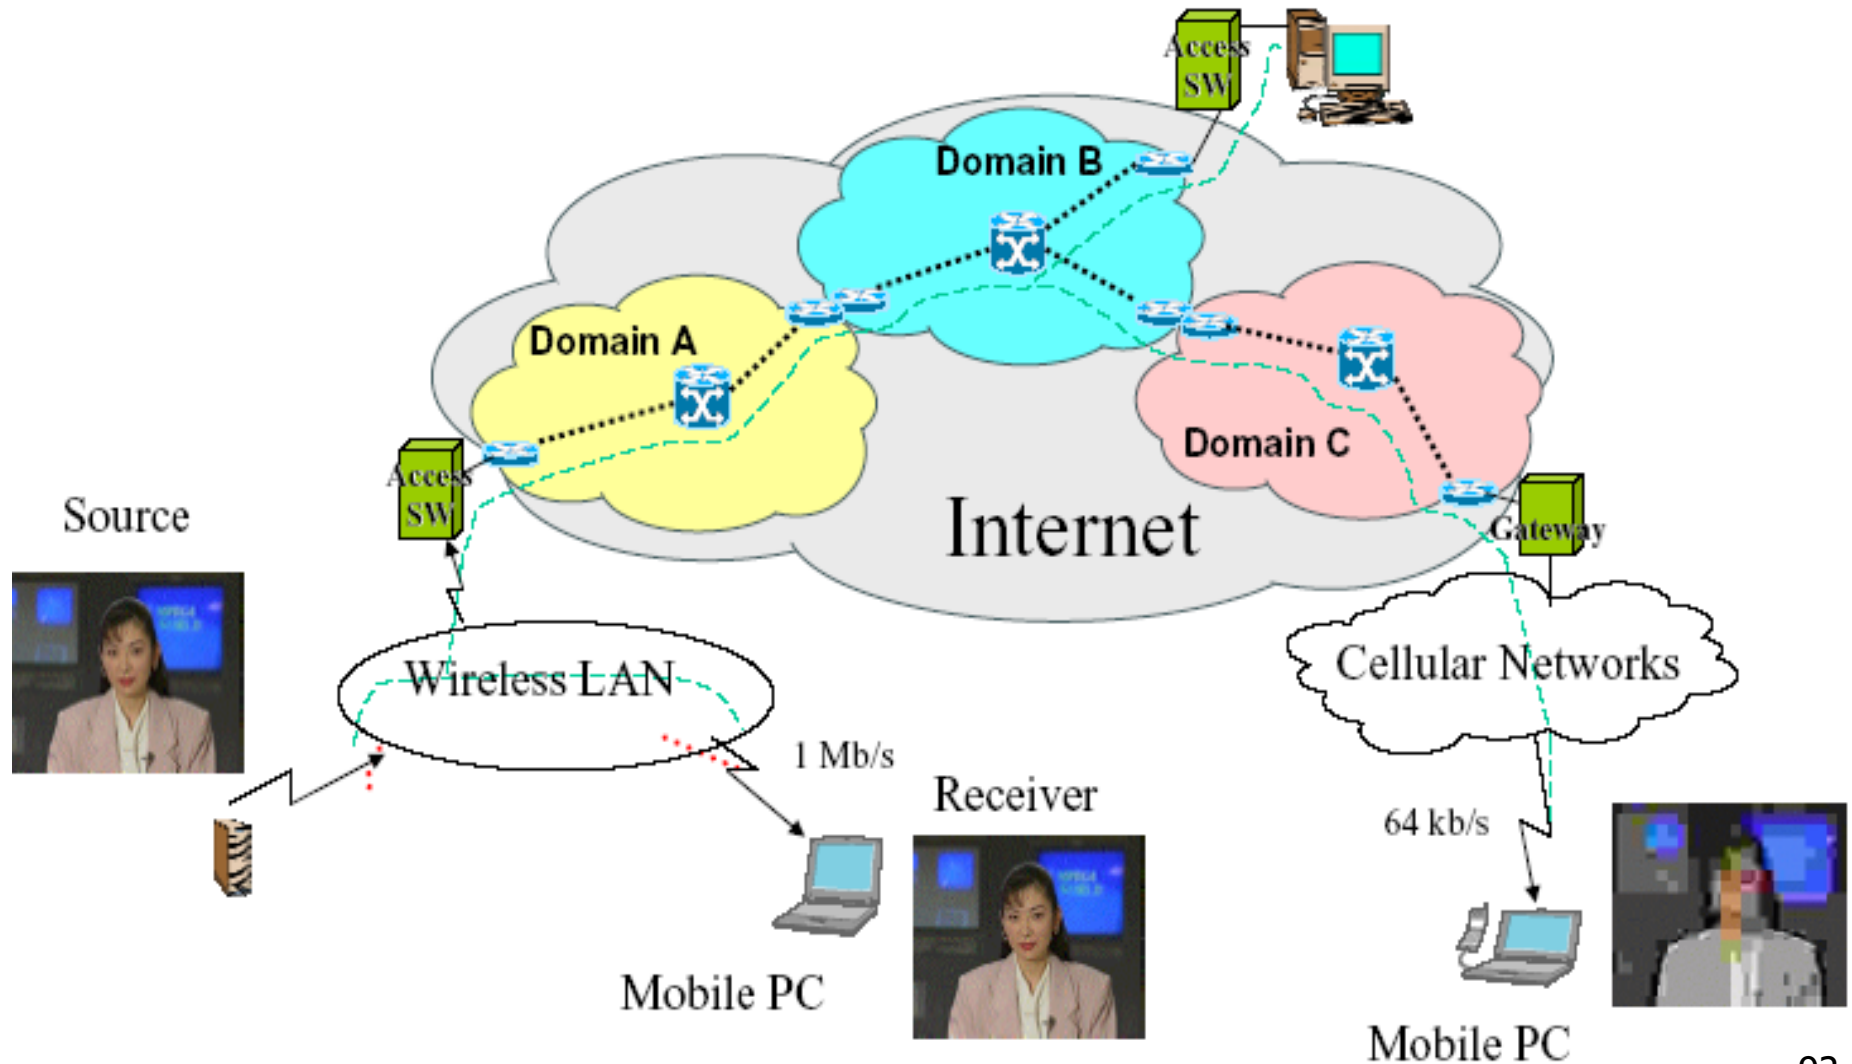 Access
SW
Domain B
Domain A
Domain C
Access
SW
Source
Internet
Gateway
Wireless LAN
Cellular Networks
1 Mb/s
Receiver
64 kb/s
Mobile PC
Mobile PC